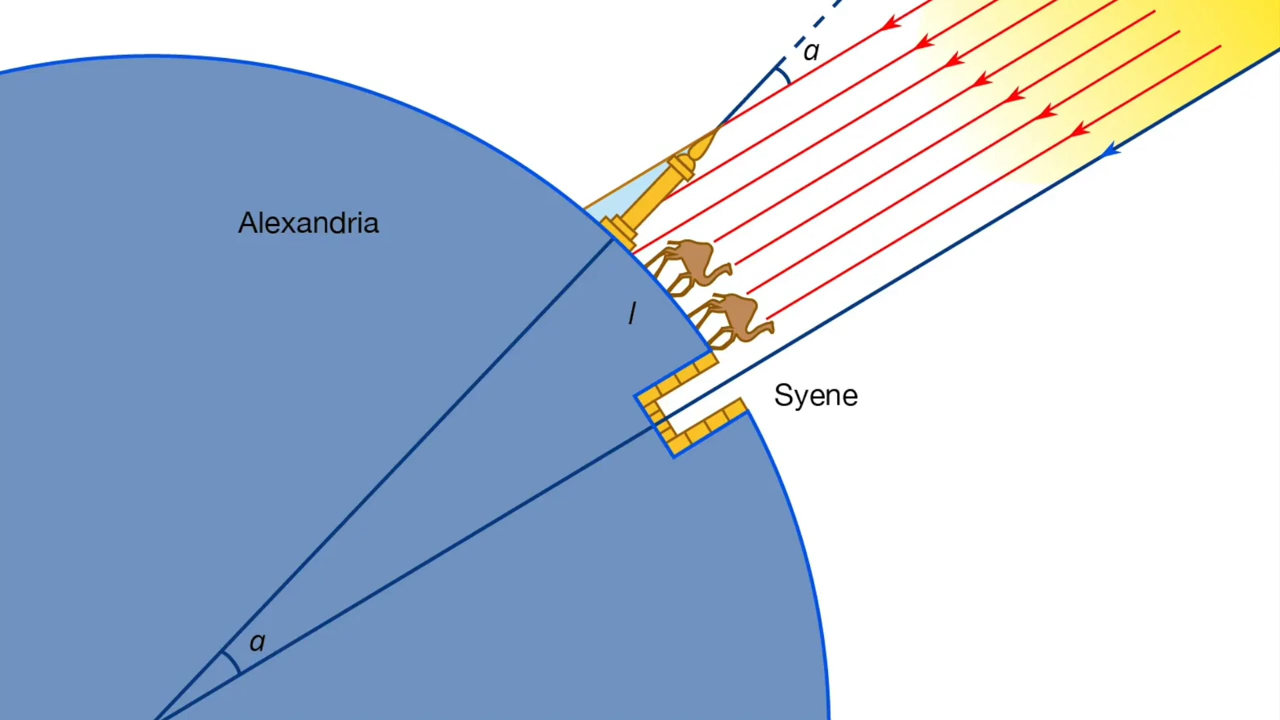 α
Alexandria
l
Syene
α